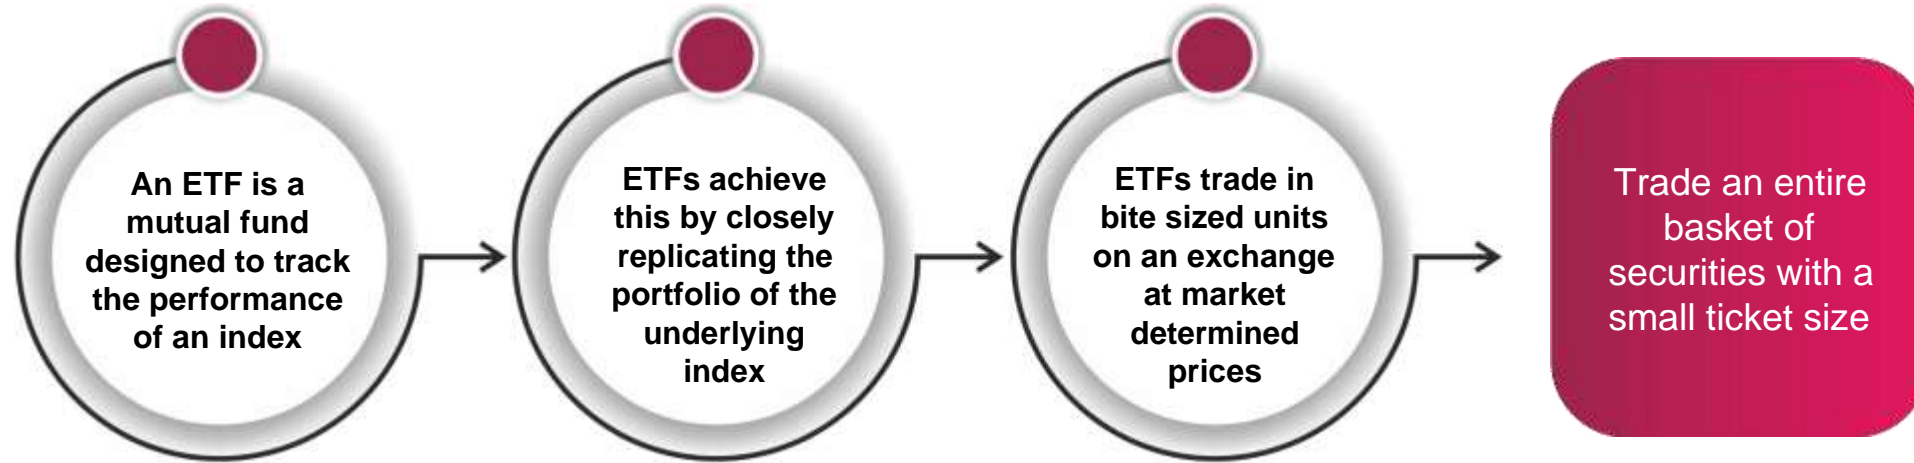 An ETF is a
mutual fund
designed to track
the performance
of an index
ETFs achieve
this by closely
replicating the
portfolio of the
underlying
index
ETFs trade in
bite sized units
on an exchange
at market
determined
prices
Trade an entire
basket of
securities with a
small ticket size